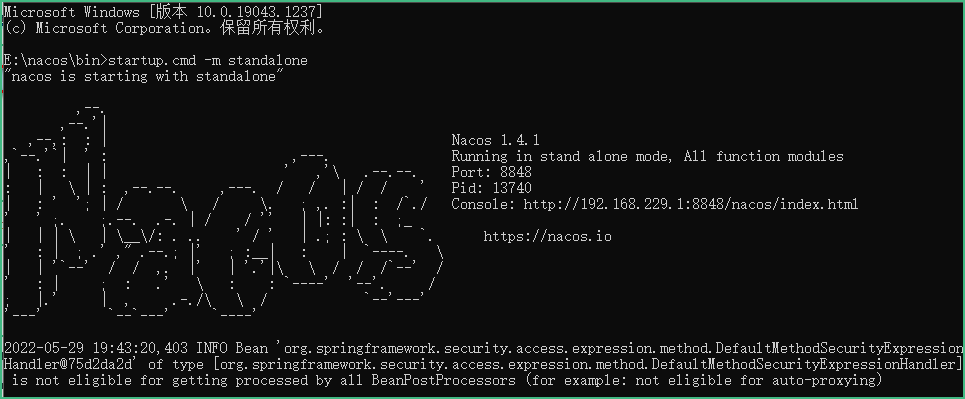 Microsoft Windows [版本 10.0.19043.1237]
(c) Microsoft Corporation。保留所有权利。
E:\nacos\bin>startup.cmd -m standalone
"nacos is starting with standalone"
Nacos 1.4.1
Running in stand alone mode, All function modules
Port: 8848
Pid: 13740
Console: http://192.168.229.1:8848/nacos/index.html
https://nacos.io
2022-05-29 19:43:20,403 INFO Bean 'org.springframework.security.access.expression.method.DefaultMethodSecurityExpression
Handler@75d2da2d' of type [org.springframework.security.access.expression.method.DefaultMethodSecurityExpressionHandler]
is not eligible for getting processed by all BeanPostProcessors (for example: not eligible for auto-proxying)